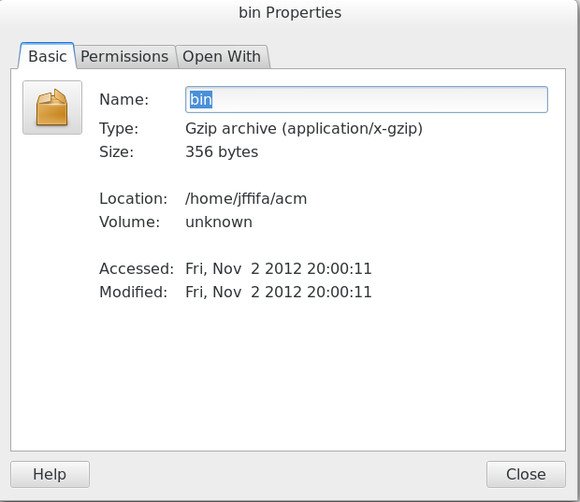 bin Properties
Basic Permissions Open With
Name: bin
Type: Gzip archive (application/x-gzip)
Size: 356 bytes
Location: /home/jffifa/acm
Volume: unknown
Accessed: Fri, Nov  2 2012 20:00:11
Modified: Fri, Nov  2 2012 20:00:11
Help Close